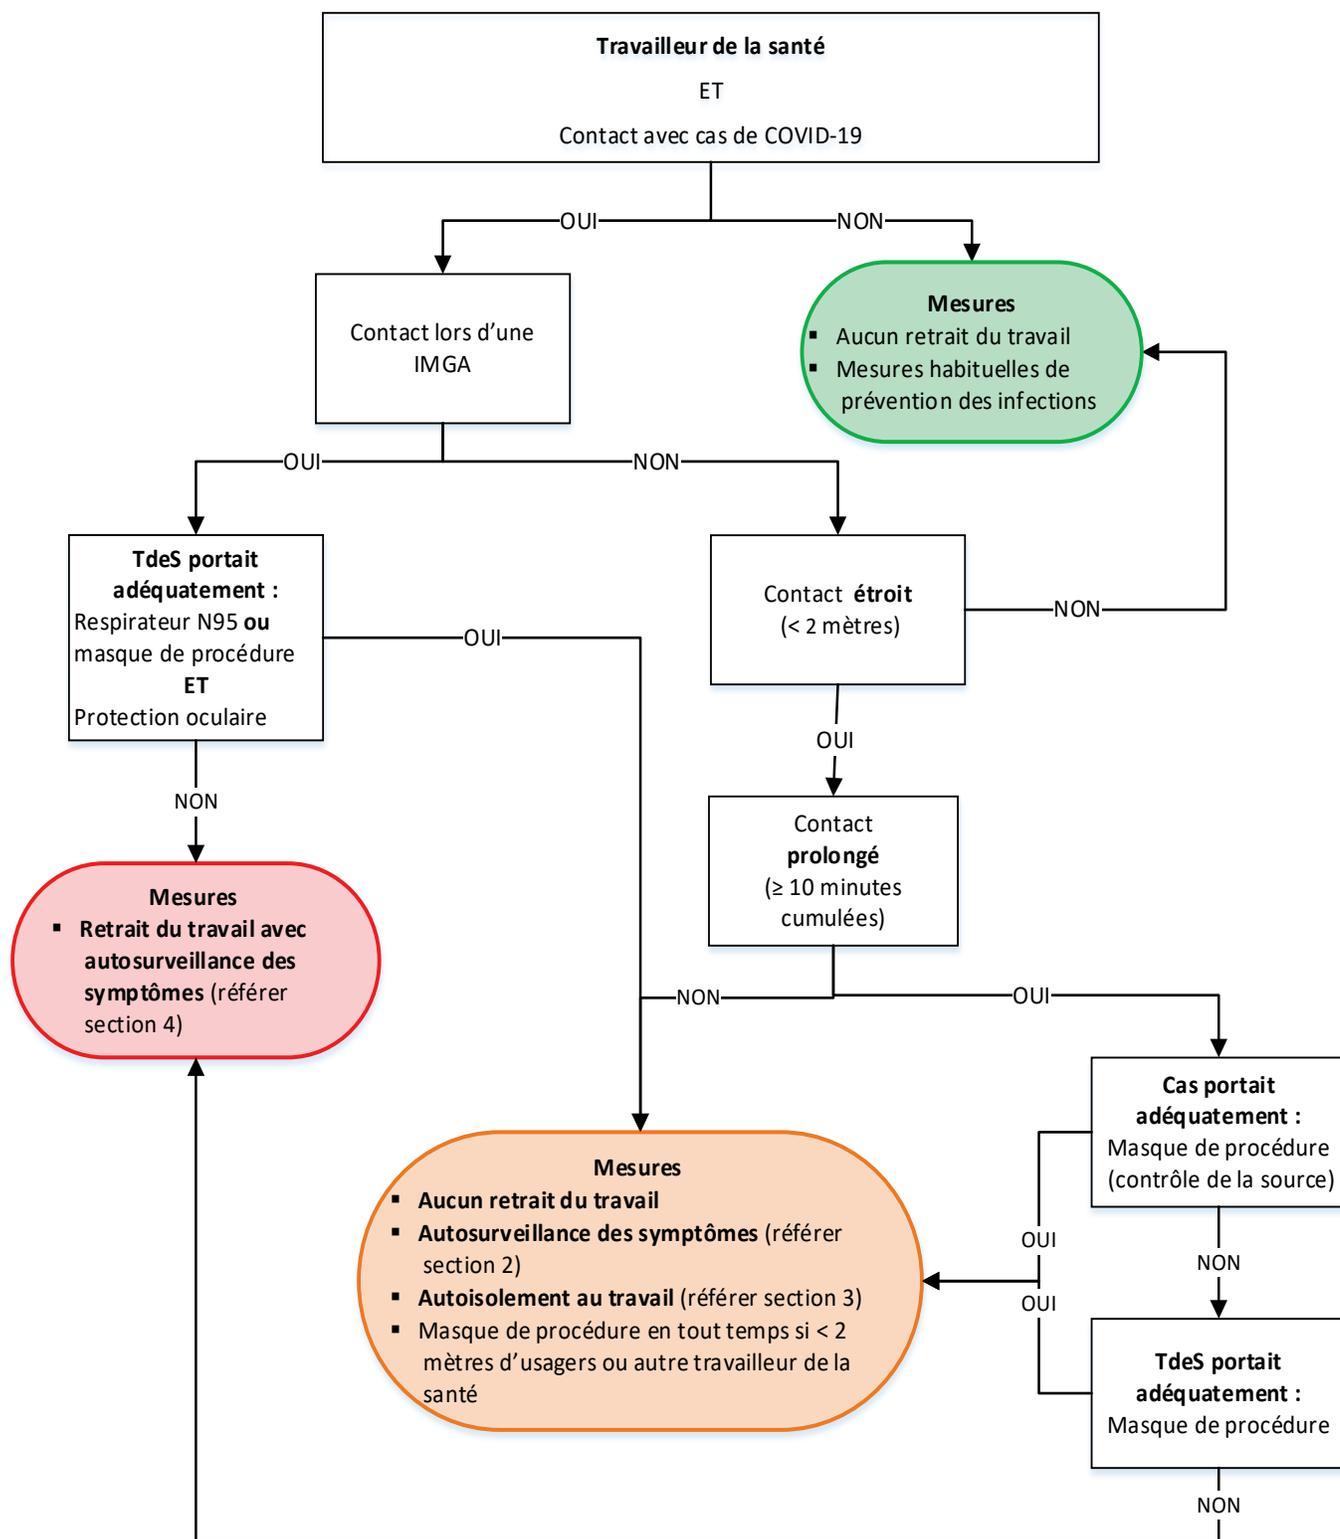 Travailleur de la santé
ET
Contact avec cas de COVID-19
OUI
NON
Contact lors d’une
IMGA
Mesures
▪ Aucun retrait du travail
▪ Mesures habituelles de
prévention des infections
OUI
NON
TdeS portait
adéquatement :
Respirateur N95 ou
masque de procédure
ET
Protection oculaire
OUI
Contact étroit
(< 2 mètres)
NON
OUI
NON
Contact
prolongé
(≥ 10 minutes
cumulées)
Mesures
▪ Retrait du travail avec
autosurveillance des
symptômes (référer
section 4)
NON
OUI
Cas portait
adéquatement :
Masque de procédure
(contrôle de la source)
Mesures
▪ Aucun retrait du travail
▪ Autosurveillance des symptômes (référer
section 2)
▪ Autoisolement au travail (référer section 3)
▪ Masque de procédure en tout temps si < 2
mètres d’usagers ou autre travailleur de la
santé
OUI
NON
OUI
TdeS portait
adéquatement :
Masque de procédure
NON